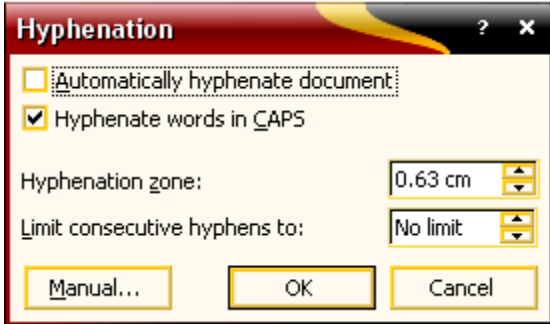 Hyphenation ?
Automatically hyphenate document
Hyphenate words in CAPS
Hyphenation zone: 0.63 cm
Limit consecutive hyphens to: No limit
Manual... OK Cancel